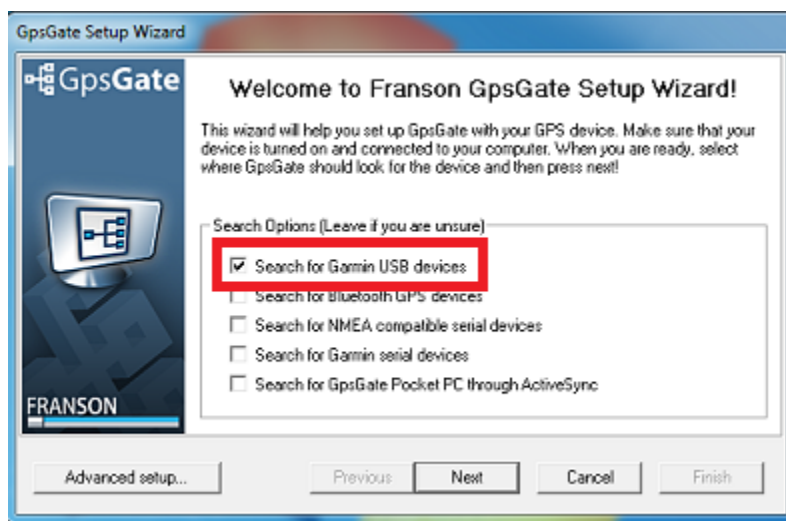 GpsGate Setup Wizard
GpsGate
Welcome to Franson GpsGate Setup Wizard!
This wizard will help you set up GpsGate with your GPS device. Make sure that your
device is turned on and connected to your computer. When you are ready, select
where GpsGate should look for the device and then press next!
Search Options (Leave if you are unsure)
Search for Garmin USB devices
Search for Bluetooth GPS devices
Search for NMEA compatible serial devices
Search for Garmin serial devices
Search for GpsGate Pocket PC through ActiveSync
FRANSON
Advanced setup...
Previous
Next
Cancel
Finish